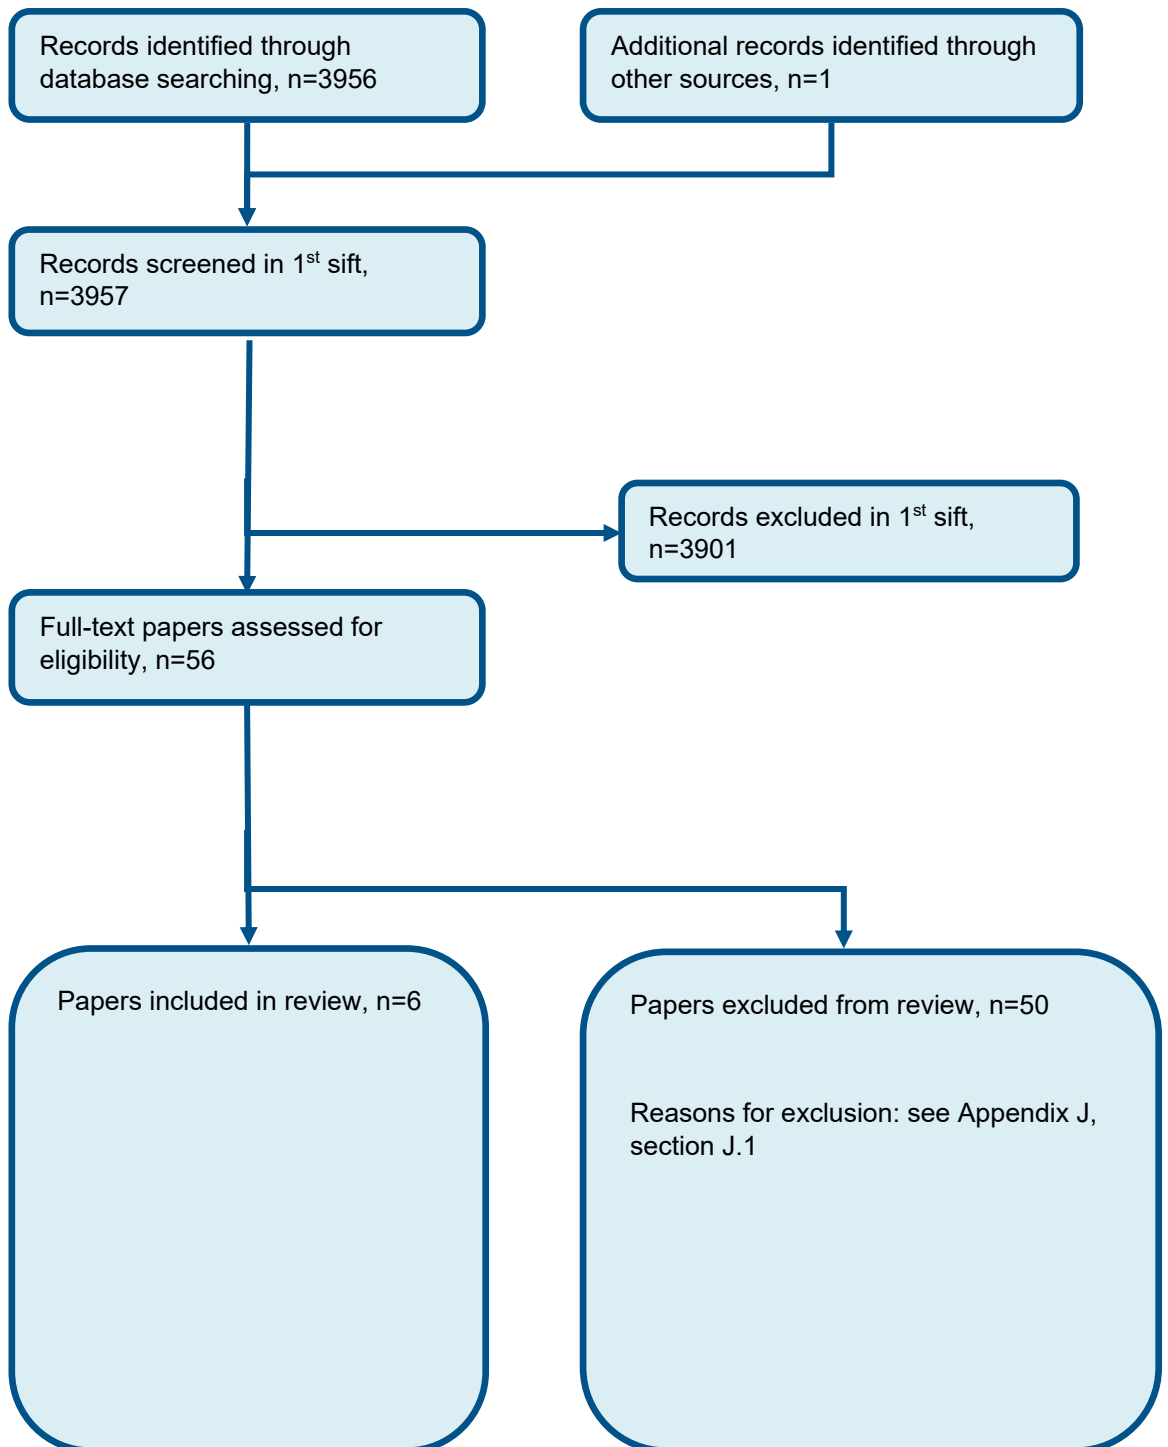 Records identified through
database searching, n=3956
Additional records identified through
other sources, n=1
Records screened in 1st sift,
n=3957
Records excluded in 1st sift,
n=3901
Full-text papers assessed for
eligibility, n=56
Papers included in review, n=6
Papers excluded from review, n=50
Reasons for exclusion: see Appendix J,
section J.1